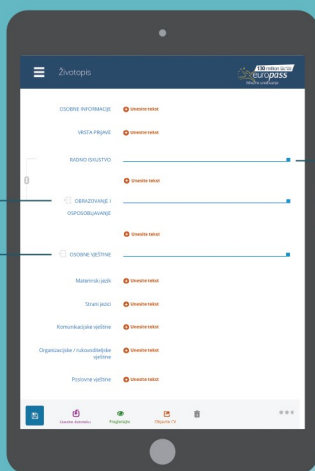 Životopis
europass
OSOBNE INFORMACIJE
Unesite tekst
VRSTA PRIJAVE
Unesite tekst
RADNO ISKUSTVO
Unesite tekst
OBRAZOVANJE I
OSPOSOBLJAVANJE
Unesite tekst
OSOBNE VJEŠTINE
Materinski jezik
Unesite tekst
Strani jezici
Unesite tekst
Komunikacijske vještine
Unesite tekst
Organizacijske / rukovoditeljske
vještine
Unesite tekst
Poslovne vještine
Unesite tekst
Pregledajte
Objavite CV